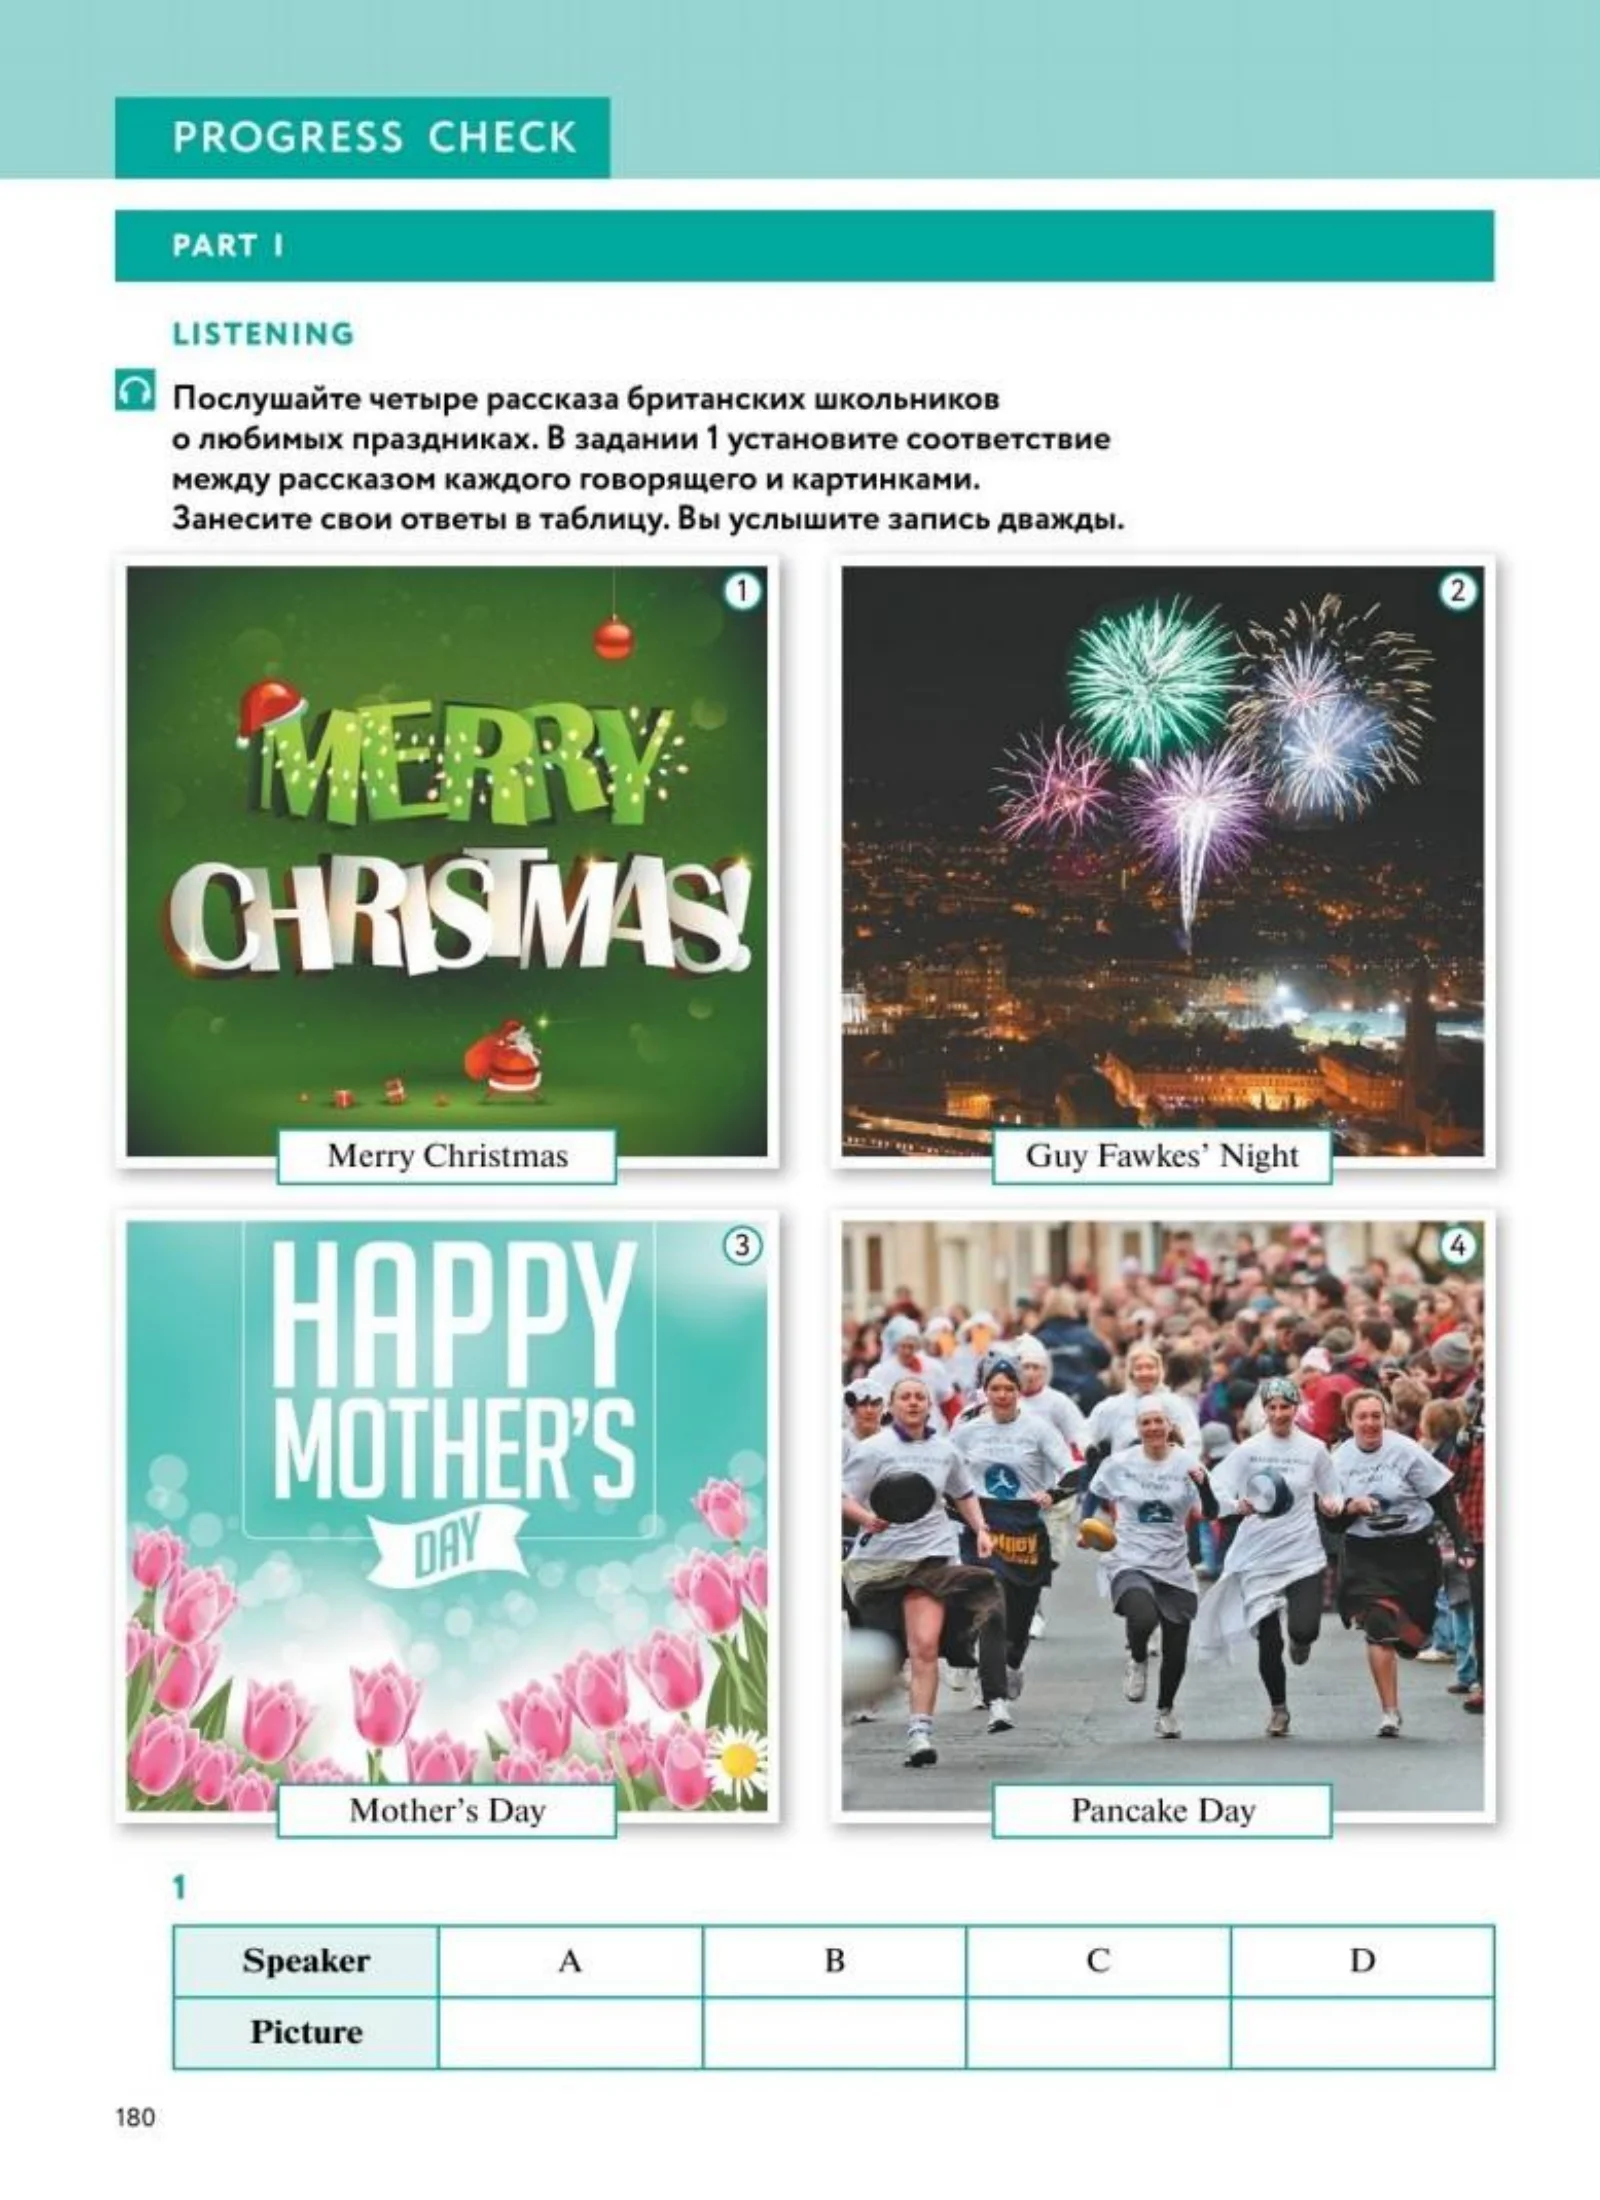 PROGRESS CHECK
PART I
LISTENING
Послушайте четыре рассказа британских школьников
о любимых праздниках. В задании 1 установите соответствие
между рассказом каждого говорящего и картинками.
Занесите свои ответы в таблицу. Вы услышите запись дважды.
1
MERRY
CHRISTMAS!
Merry Christmas
2
Guy Fawkes’ Night
3
HAPPY
MOTHER’S
DAY
Mother’s Day
4
Pancake Day
1
Speaker A B C D
Picture
180